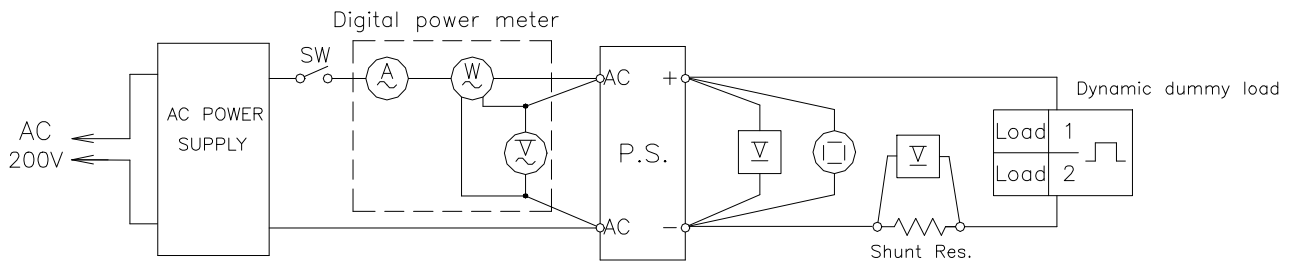 Digital power meter
SW
A
W
AC
+
Dynamic dummy load
AC POWER
SUPPLY
Load 1
AC
200V
V
P.S.
V
V
Load 2
AC
−
Shunt Res.